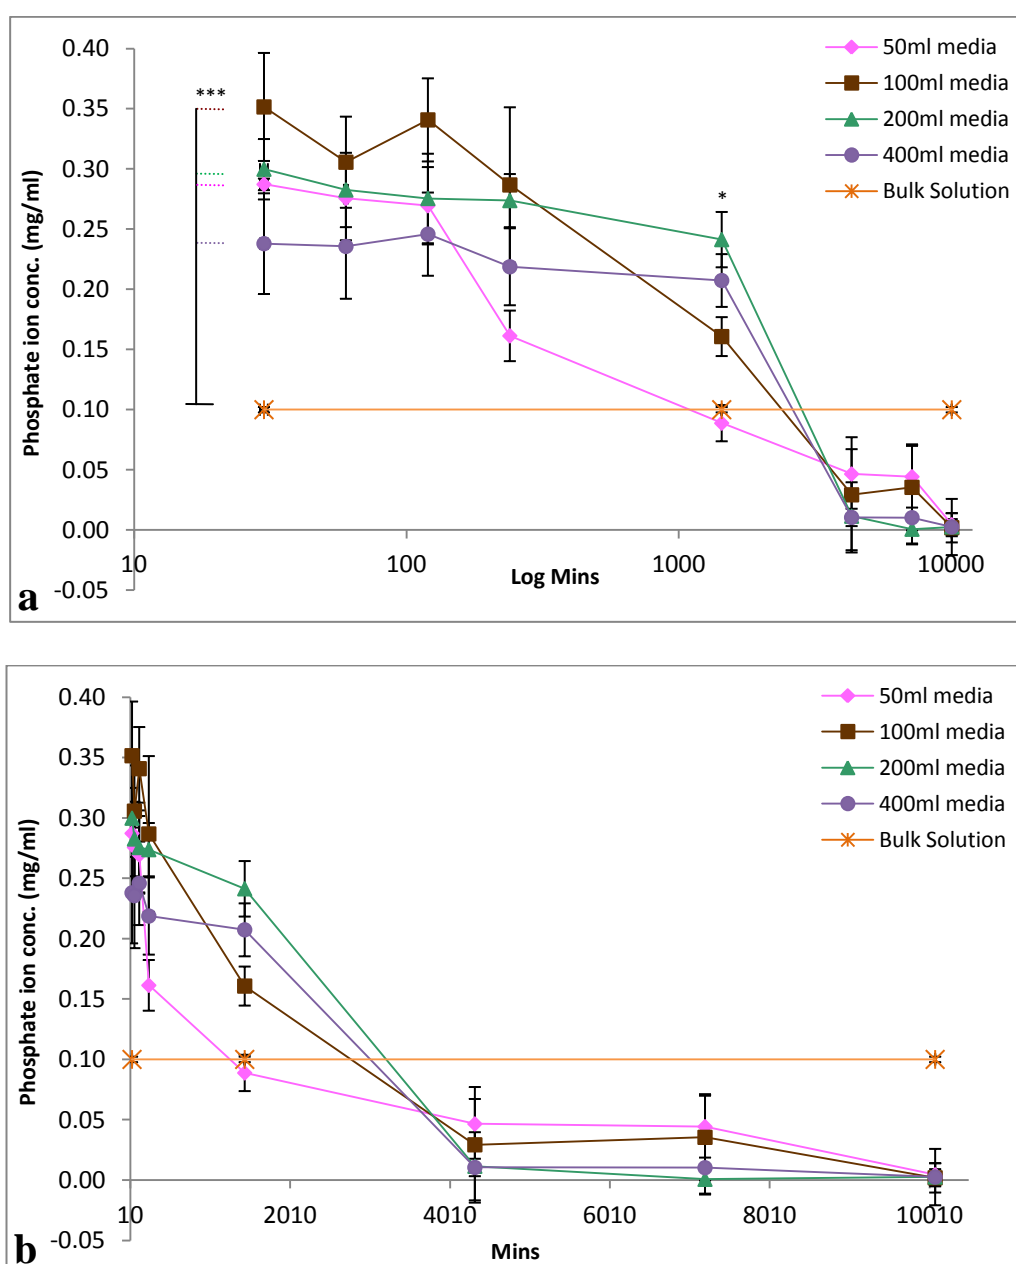 0.40
0.35
0.30
0.25
0.20
0.15
0.10
0.05
0.00
-0.05
Phosphate ion conc. (mg/ml)
***
*
50ml media
100ml media
200ml media
400ml media
Bulk Solution
10
100
1000
10000
Log Mins
a
0.40
0.35
0.30
0.25
0.20
0.15
0.10
0.05
0.00
-0.05
Phosphate ion conc. (mg/ml)
50ml media
100ml media
200ml media
400ml media
Bulk Solution
10
2010
4010
6010
8010
10010
Mins
b